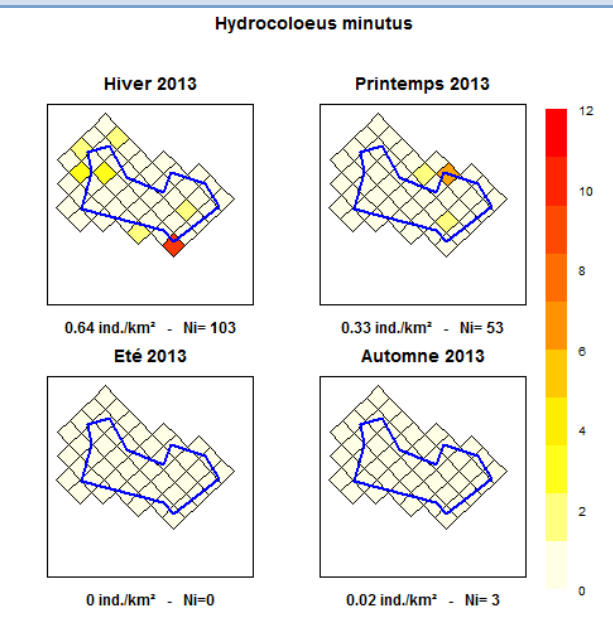 Hydrocoloeus minutus
Hiver 2013
Printemps 2013
0.64 ind./km² - Ni= 103
0.33 ind./km² - Ni= 53
Eté 2013
Automne 2013
0 ind./km² - Ni=0
0.02 ind./km² - Ni= 3
12
10
8
6
4
2
0